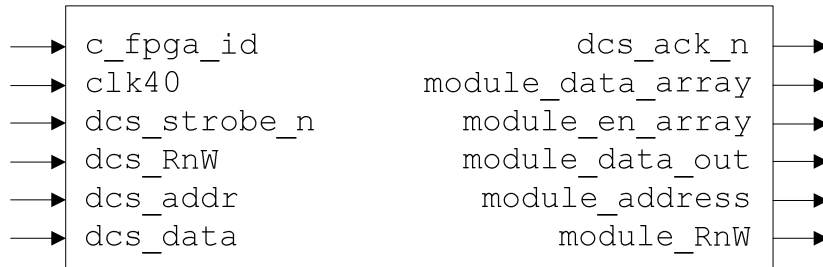 c_fpga_id dcs_ack_n
clk40 module_data_array
dcs_strobe_n module_en_array
dcs_RnW module_data_out
dcs_addr module_address
dcs_data module_RnW